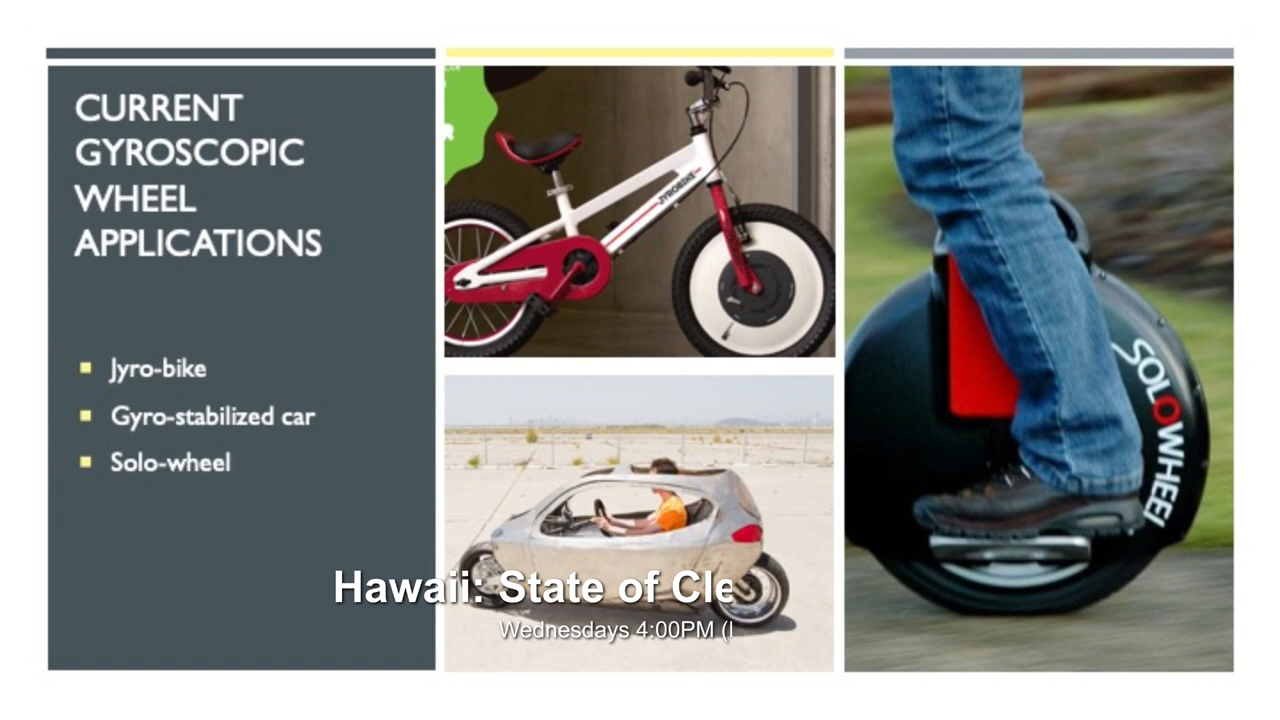 CURRENT
GYROSCOPIC
WHEEL
APPLICATIONS
Jyro-bike
Gyro-stabilized car
Solo-wheel
JYROBIKE
SOLOWHEEL
Hawaii: State of Cle
Wednesdays 4:00PM (